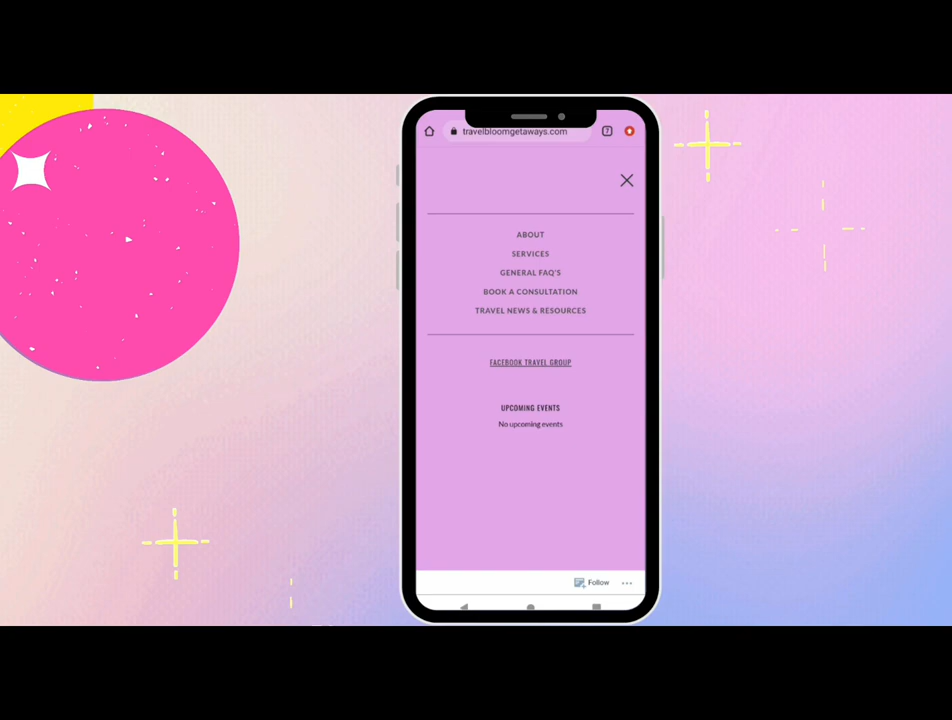 travelbloomgetaways.com
7
ABOUT
SERVICES
GENERAL FAQ'S
BOOK A CONSULTATION
TRAVEL NEWS & RESOURCES
FACEBOOK TRAVEL GROUP
UPCOMING EVENTS
No upcoming events
Follow